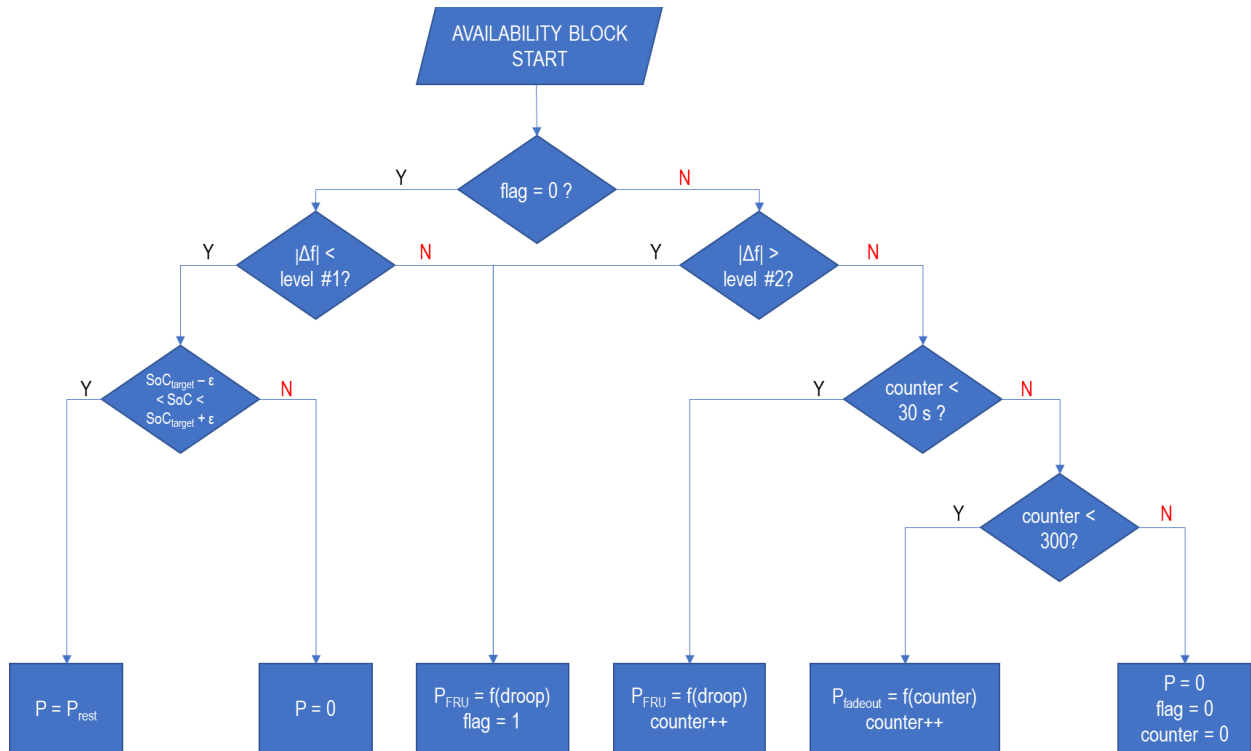 AVAILABILITY BLOCK
START
Y
flag = 0 ?
N
Y
|Δf| <
level #1?
N
Y
|Δf| >
level #2?
N
Y
SoCtarget – ε
< SoC <
SoCtarget + ε
N
Y
counter <
30 s ?
N
Y
counter <
300?
N
P = Prest
P = 0
PFRU = f(droop)
flag = 1
PFRU = f(droop)
counter++
Pfadeout = f(counter)
counter++
P = 0
flag = 0
counter = 0